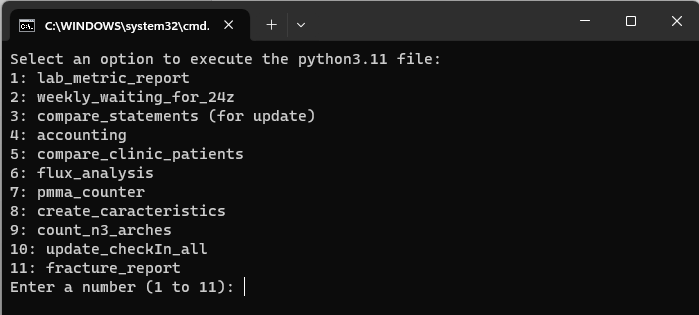 C:\WINDOWS\system32\cmd.
Select an option to execute the python3.11 file:
1: lab_metric_report
2: weekly_waiting_for_24z
3: compare_statements (for update)
4: accounting
5: compare_clinic_patients
6: flux_analysis
7: pmma_counter
8: create_caracteristics
9: count_n3_arches
10: update_checkIn_all
11: fracture_report
Enter a number (1 to 11):